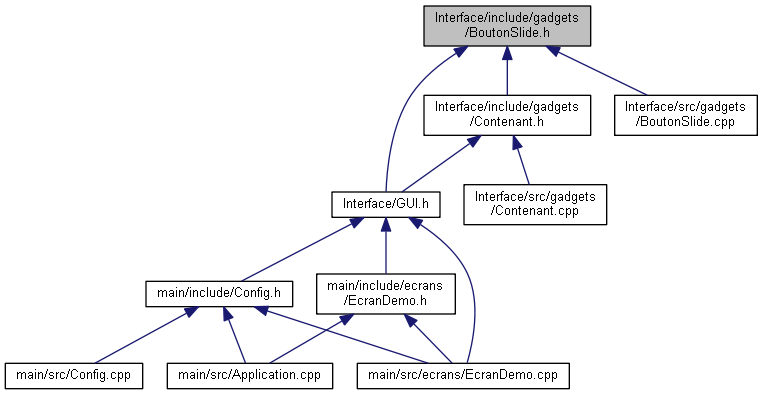 Interface/include/gadgets
/BoutonSlide.h
Interface/include/gadgets
/Contenant.h
Interface/src/gadgets
/BoutonSlide.cpp
Interface/GUI.h
Interface/src/gadgets
/Contenant.cpp
main/include/Config.h
main/include/ecrans
/EcranDemo.h
main/src/Config.cpp
main/src/Application.cpp
main/src/ecrans/EcranDemo.cpp